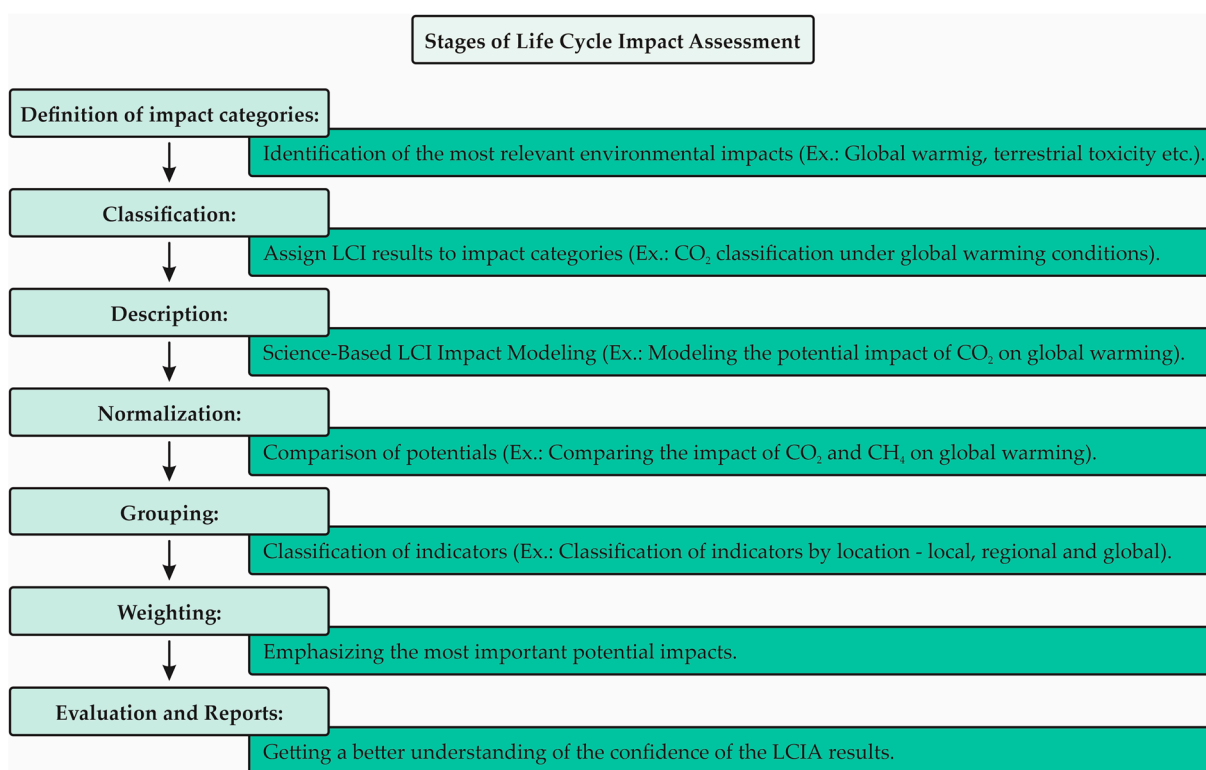 Stages of Life Cycle Impact Assessment
Definition of impact categories:
Identification of the most relevant environmental impacts (Ex.: Global warmig, terrestrial toxicity etc.).
Classification:
Assign LCI results to impact categories (Ex.: CO₂ classification under global warming conditions).
Description:
Science-Based LCI Impact Modeling (Ex.: Modeling the potential impact of CO₂ on global warming).
Normalization:
Comparison of potentials (Ex.: Comparing the impact of CO₂ and CH₄ on global warming).
Grouping:
Classification of indicators (Ex.: Classification of indicators by location - local, regional and global).
Weighting:
Emphasizing the most important potential impacts.
Evaluation and Reports:
Getting a better understanding of the confidence of the LCIA results.